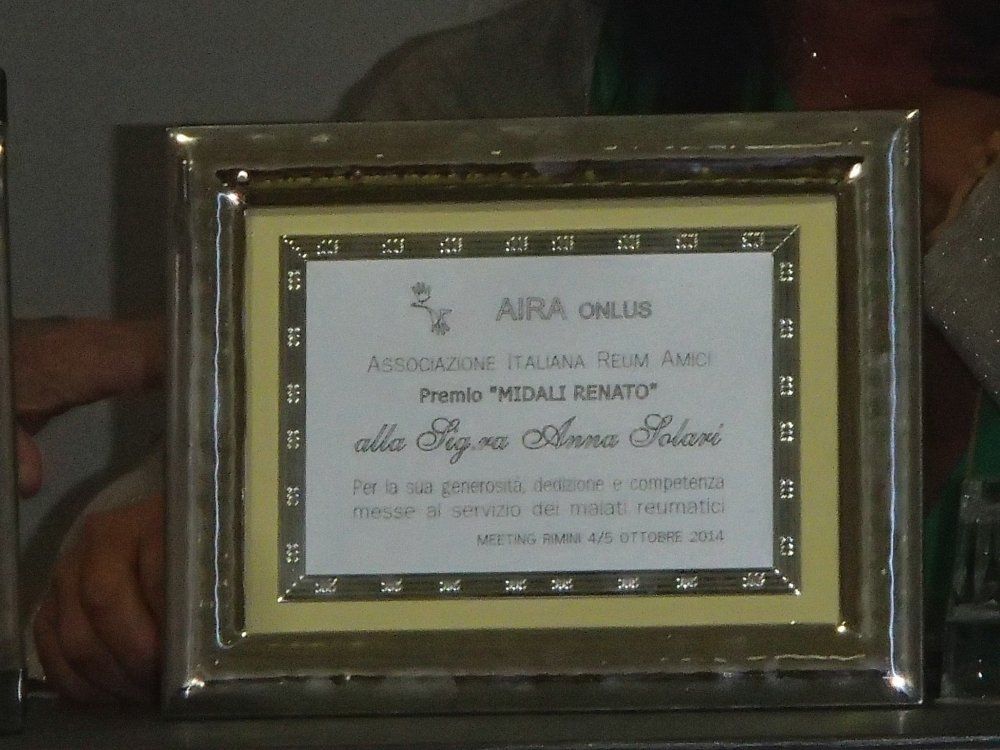 AIRA ONLUS
ASSOCIAZIONE ITALIANA REUM AMICI
Premio "MIDALI RENATO"
alla Sig.ra Anna Solari
Per la sua generosità, dedizione e competenza
messe al servizio dei malati reumatici
MEETING RIMINI 4/5 OTTOBRE 2014